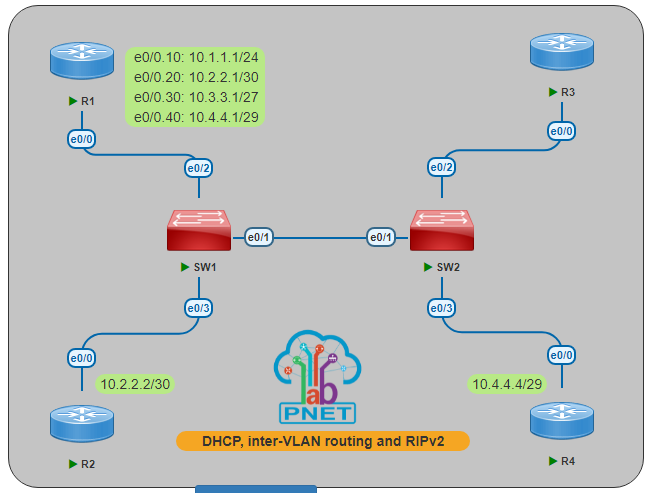 e0/0.10: 10.1.1.1/24
e0/0.20: 10.2.2.1/30
e0/0.30: 10.3.3.1/27
e0/0.40: 10.4.4.1/29
R1
R3
e0/0
e0/0
e0/2
e0/2
e0/1
e0/1
SW1
SW2
e0/3
e0/3
e0/0
e0/0
10.2.2.2/30
10.4.4.4/29
lab
PNET
DHCP, inter-VLAN routing and RIPv2
R2
R4